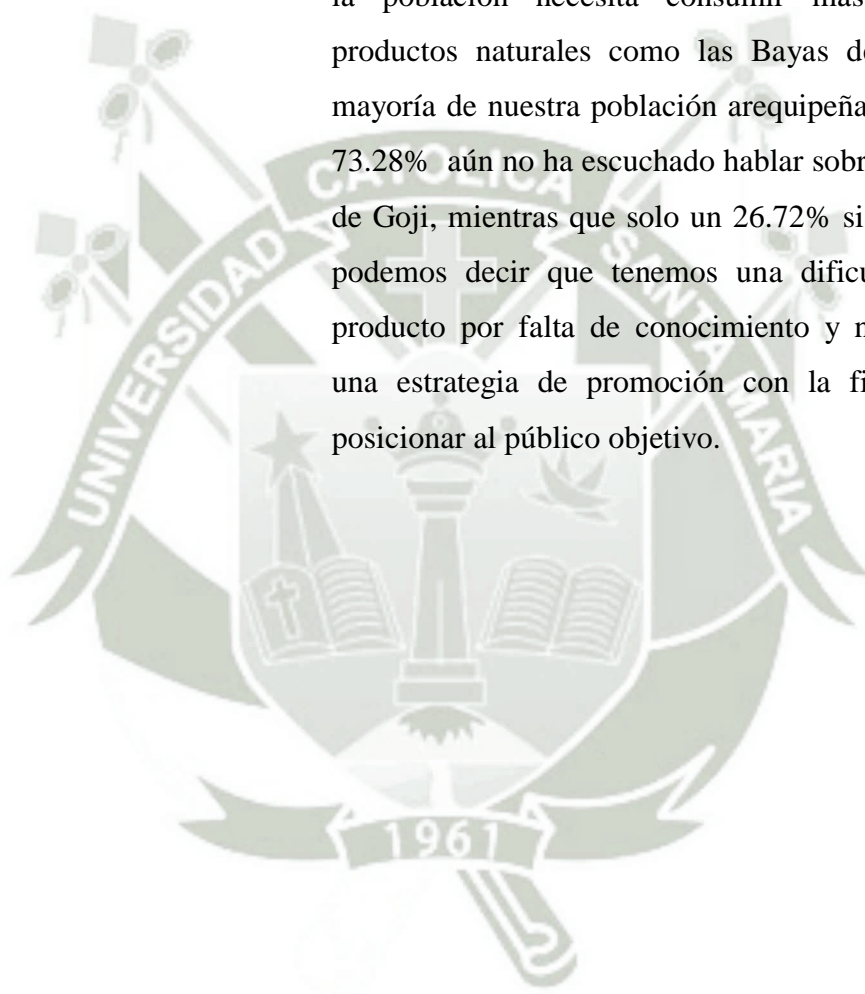 la población necesita consumir más
productos naturales como las Bayas d
mayoría de nuestra población arequipeña
73.28% aún no ha escuchado hablar sobr
de Goji, mientras que solo un 26.72% si
podemos decir que tenemos una dificu
producto por falta de conocimiento y
una estrategia de promoción con la fi
posicionar al público objetivo.
UNIVERSIDAD CATOLICA SANTA MARIA
1961